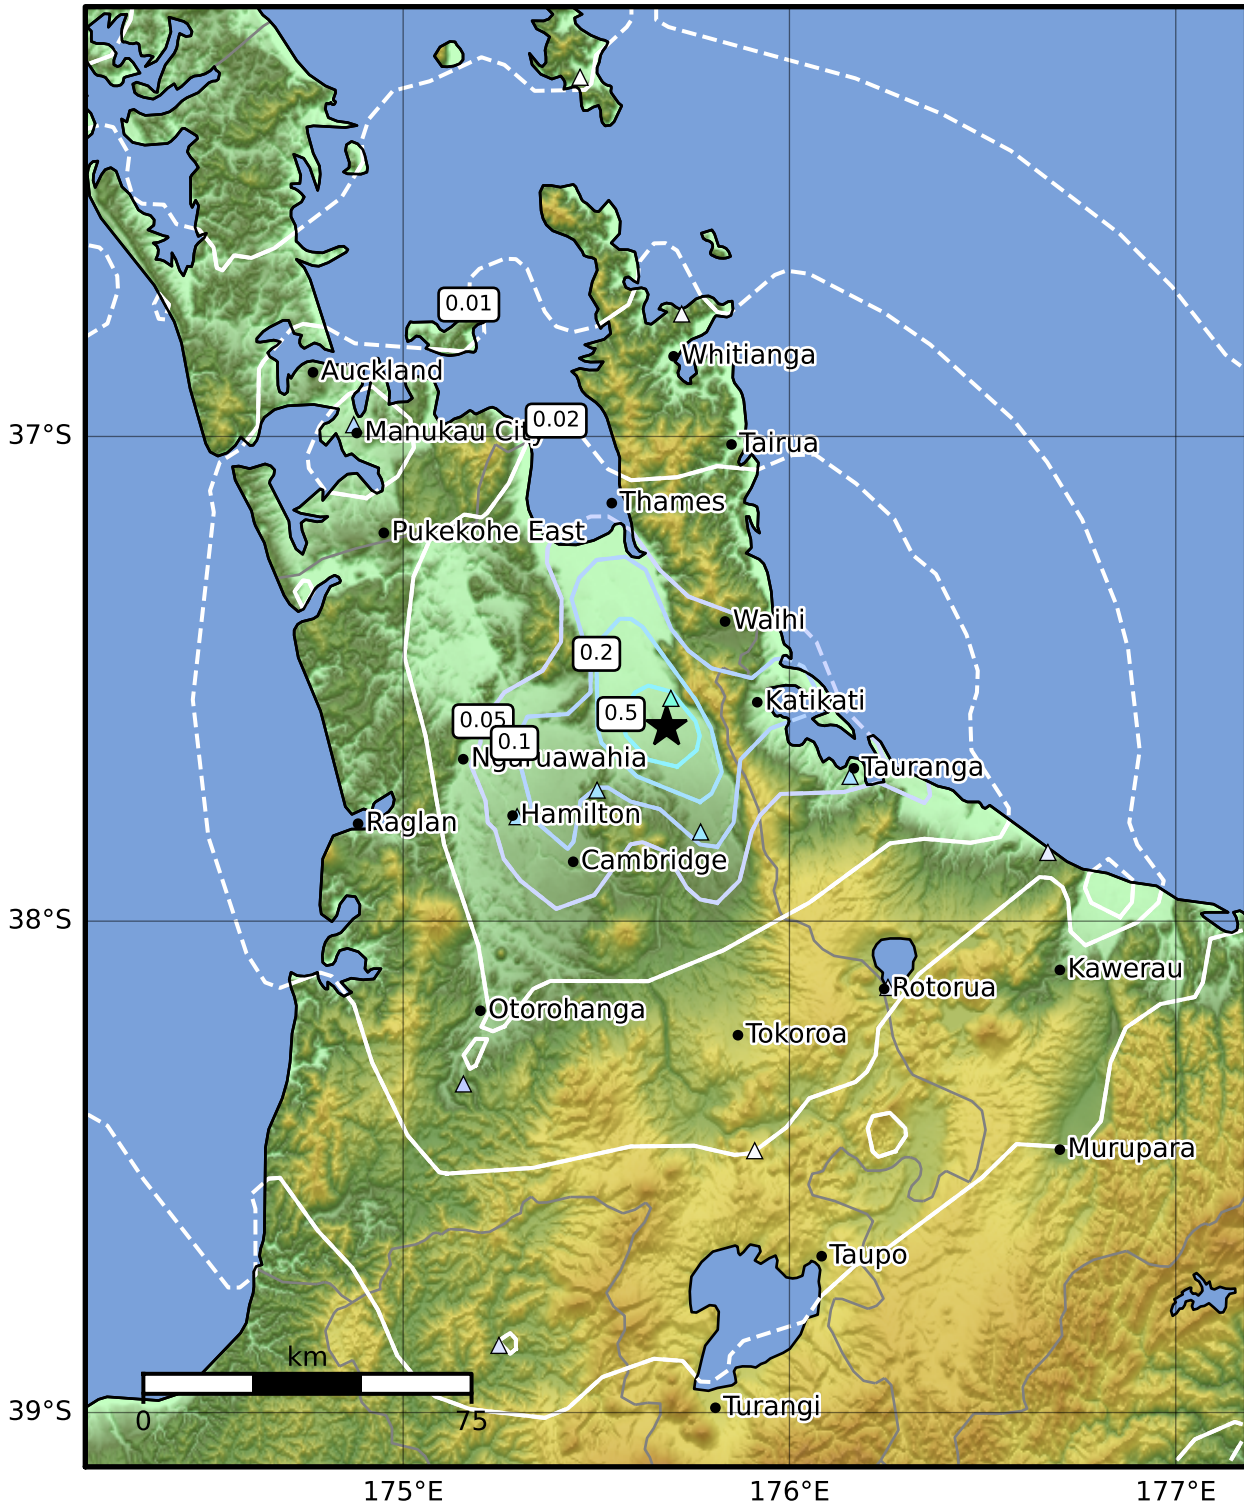 0.01
Whitianga
Auckland
0.02
Manukau City
37°S
Tairua
Thames
Pukekohe East
Waihi
0.2
Katikati
0.5
0.05
0.1
Ngaruawahia
Tauranga
Hamilton
Raglan
Cambridge
38°S
Kawerau
Rotorua
Otorohanga
Tokoroa
Murupara
Taupo
km
0 75
Turangi
39°S
175°E 176°E 177°E